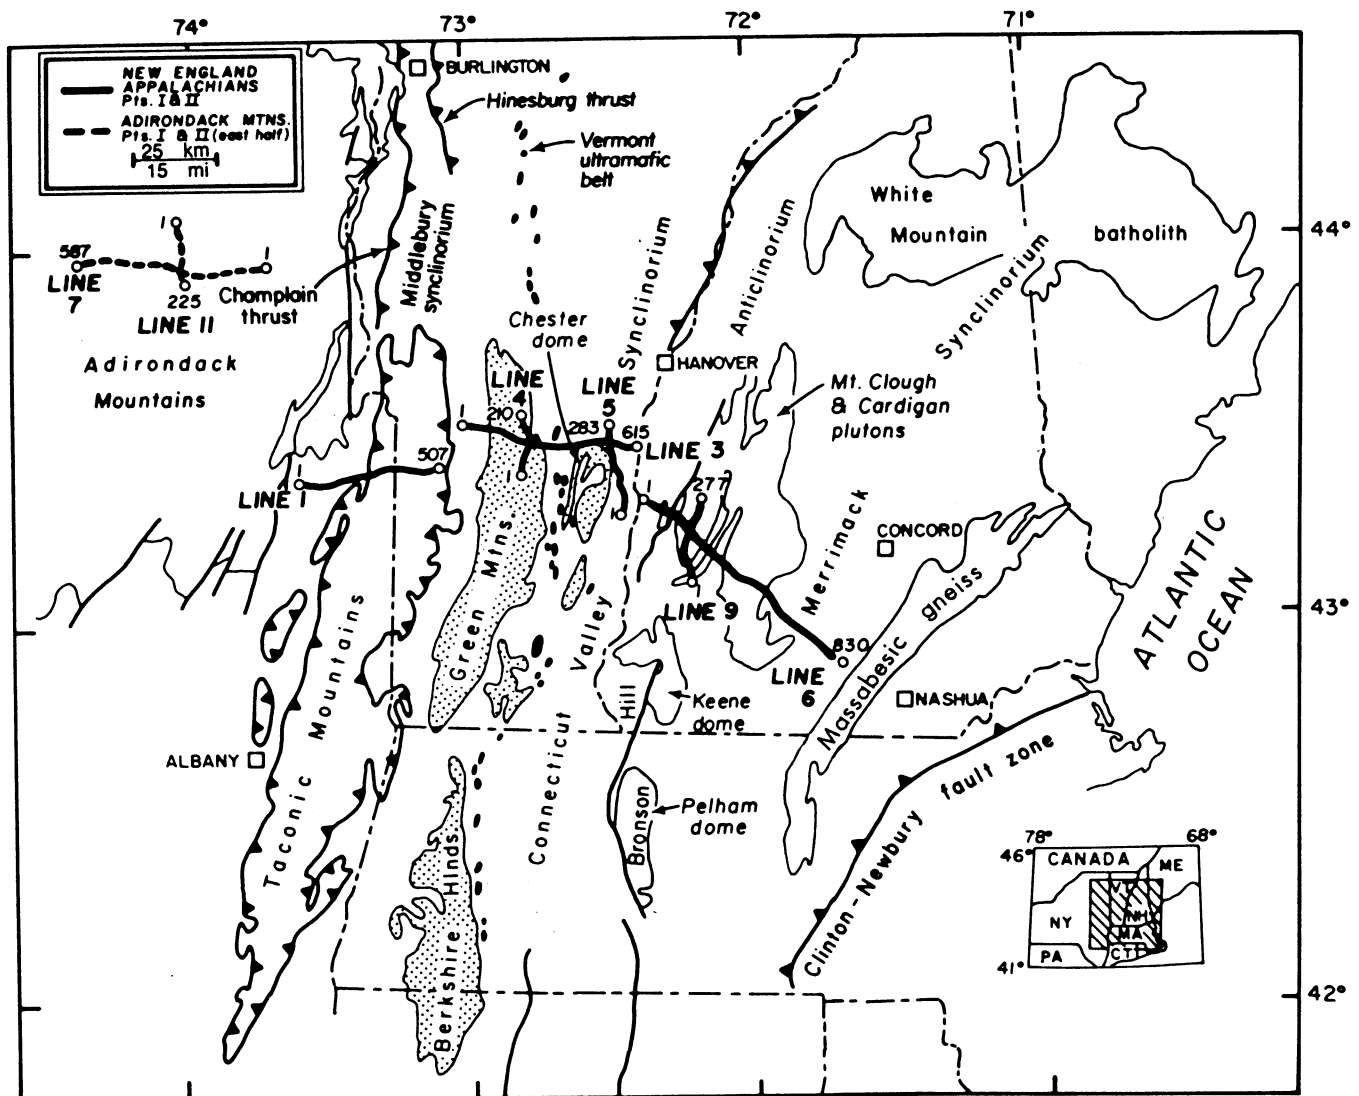 74°
73°
72°
71°
NEW ENGLAND
APPALACHIANS
Pts. I & II
ADIRONDACK MTNS.
Pts. I & II (east half)
25 km
15 mi
BURLINGTON
Hinesburg thrust
Vermont
ultramafic
belt
White
Mountain
batholith
44°
1
587
1
LINE
7
225
LINE II
Champlain
thrust
Middlebury
synclinorium
Synclinorium
Anticlinorium
Synclinorium
Adirondack
Mountains
Chester
dome
HANOVER
Mt. Clough
& Cardigan
plutons
LINE
4
LINE
5
1
210
283
615
LINE 3
507
1
277
LINE
1
1
1
Merrimack
CONCORD
43°
ATLANTIC
OCEAN
Green Mtns.
Valley
LINE 9
830
LINE
6
Massabesic gneiss
NASHUA
Taconic Mountains
Hill
Keene
dome
ALBANY
Connecticut
Bronson
Pelham
dome
Clinton-Newbury fault zone
Berkshire Hlnds.
78°
68°
46°
CANADA
ME
VT
NY
NH
MA
PA
CT
41°
42°